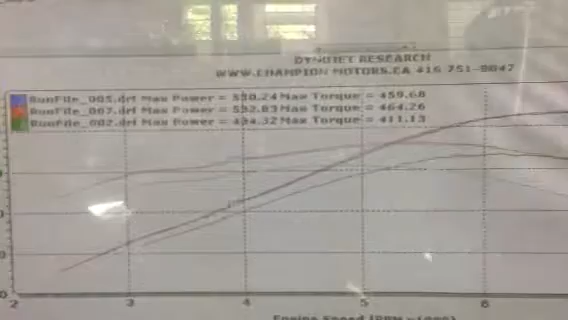 DYNOJET RESEARCH
WWW.CHAMPION MOTORS.CA 416 751-8047
RunFile_005.drf Max Power = 530.24 Max Torque = 459.68
RunFile_007.drf Max Power = 532.83 Max Torque = 464.26
RunFile_002.drf Max Power = 434.32 Max Torque = 411.13
2 3 4 5 6
Engine Speed (RPM